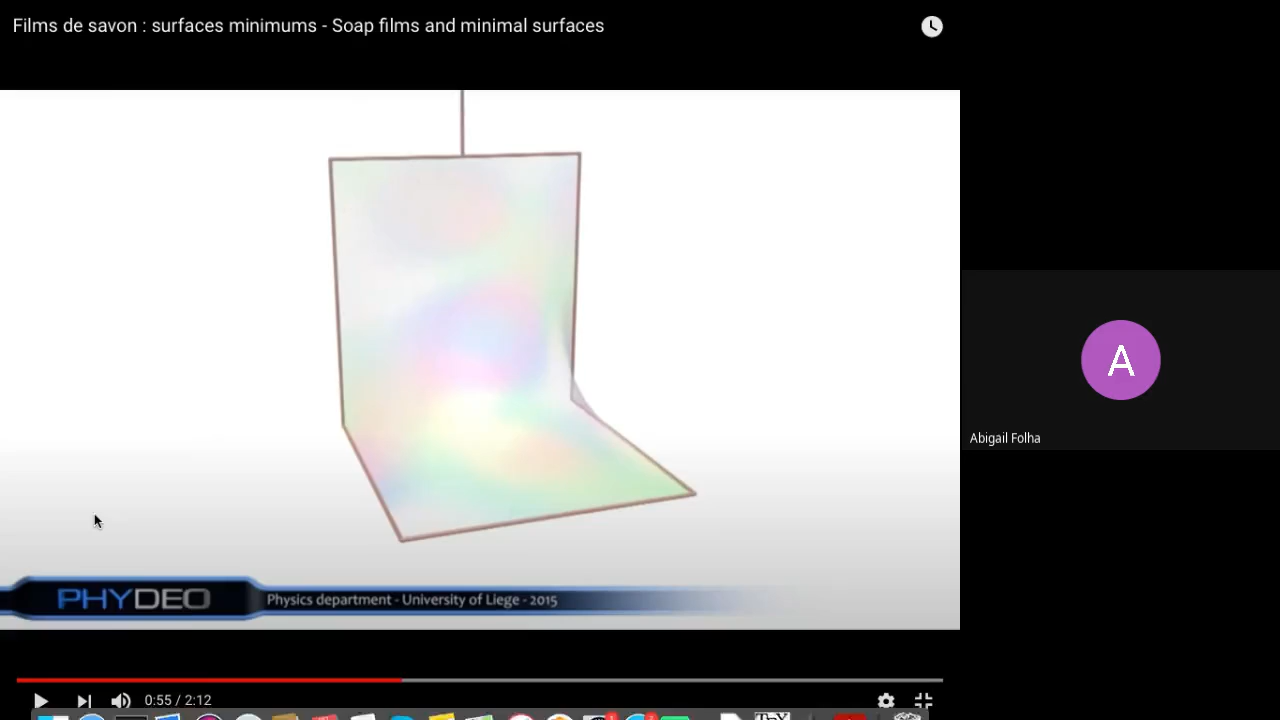 Films de savon : surfaces minimums - Soap films and minimal surfaces
A
Abigail Folha
PHYDEO
Physics department - University of Liege - 2015
0:55 / 2:12
TeX